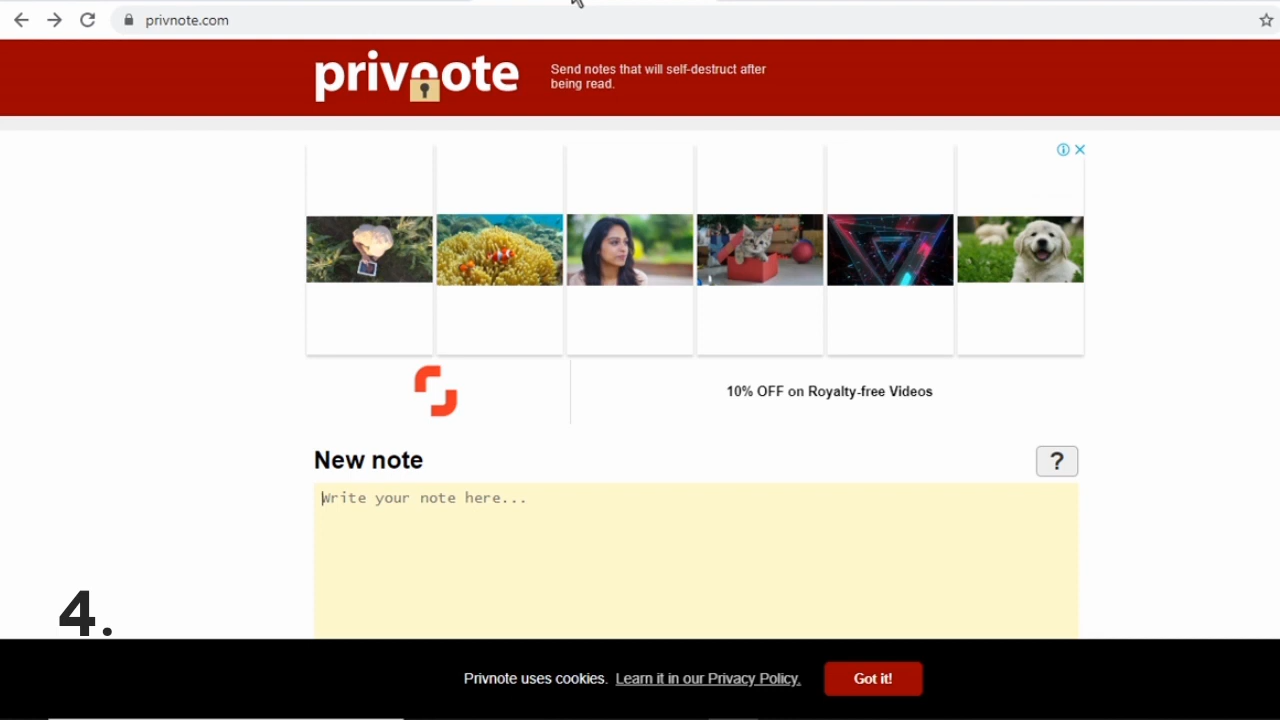 privnote.com
privnote
Send notes that will self-destruct after
being read.
10% OFF on Royalty-free Videos
New note
?
Write your note here...
4.
Privnote uses cookies. Learn it in our Privacy Policy.
Got it!